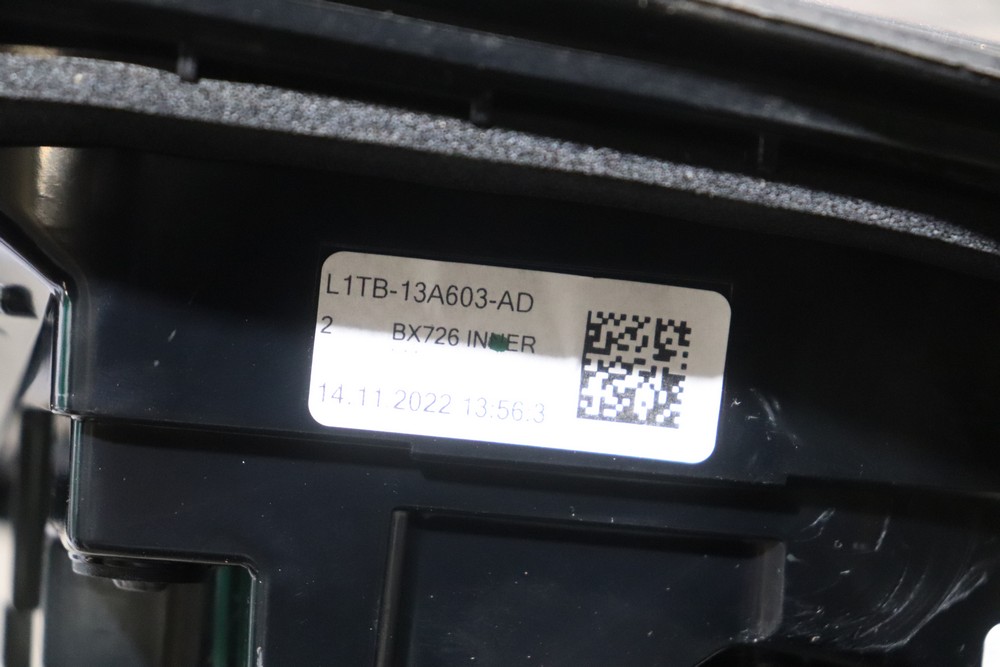 L1TB-13A603-AD
2 BX726 INNER
14.11 2022 13:56.3